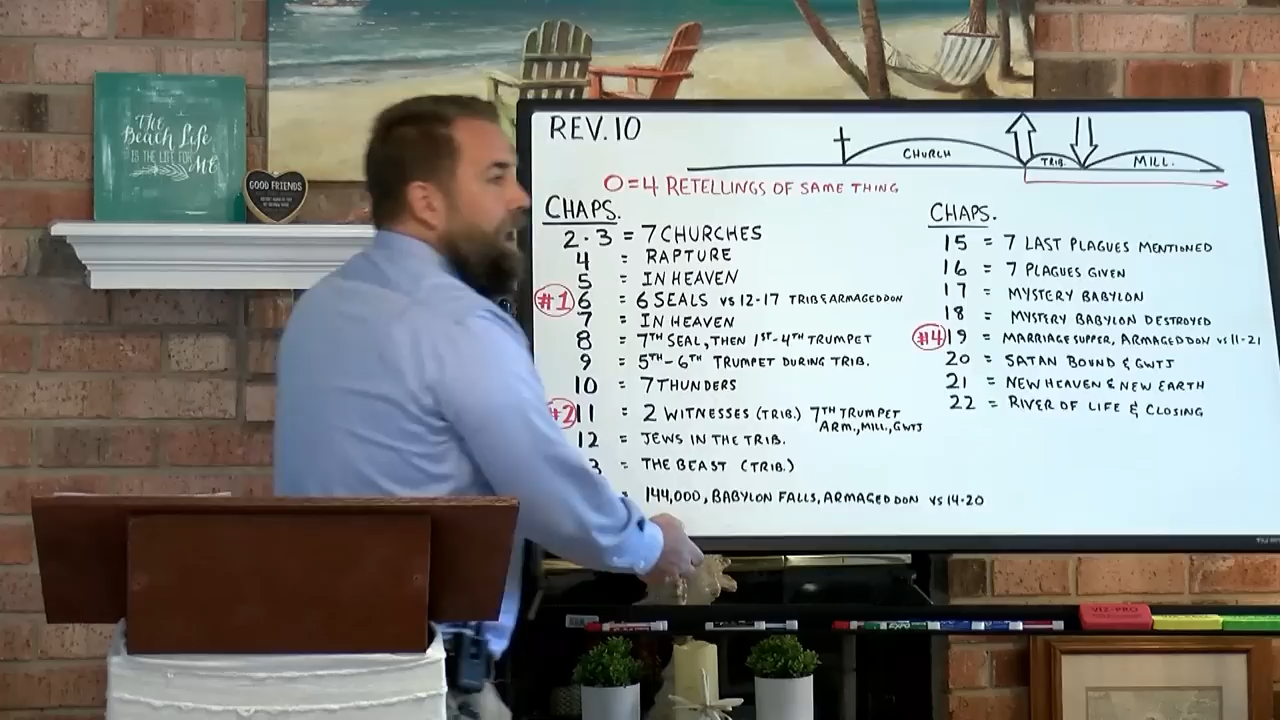 The
Beach Life
IS THE LIFE FOR
ME
GOOD FRIENDS
REV. 10
CHURCH
TRIB.
MILL.
O=4 RETELLINGS OF SAME THING
CHAPS.
2-3 = 7 CHURCHES
4 = RAPTURE
5 = IN HEAVEN
#1 6 = 6 SEALS VS 12-17 TRIB & ARMAGEDDON
7 = IN HEAVEN
8 = 7TH SEAL, THEN 1ST-4TH TRUMPET
9 = 5TH-6TH TRUMPET DURING TRIB.
10 = 7 THUNDERS
#2 11 = 2 WITNESSES (TRIB.) 7TH TRUMPET
ARM., MILL., GWTJ
12 = JEWS IN THE TRIB.
3 = THE BEAST (TRIB.)
= 144,000, BABYLON FALLS, ARMAGEDDON VS 14-20
CHAPS.
15 = 7 LAST PLAGUES MENTIONED
16 = 7 PLAGUES GIVEN
17 = MYSTERY BABYLON
18 = MYSTERY BABYLON DESTROYED
#4 19 = MARRIAGE SUPPER, ARMAGEDDON VS 11-21
20 = SATAN BOUND & GWTJ
21 = NEW HEAVEN & NEW EARTH
22 = RIVER OF LIFE & CLOSING
VIZ-PRO
EXPO